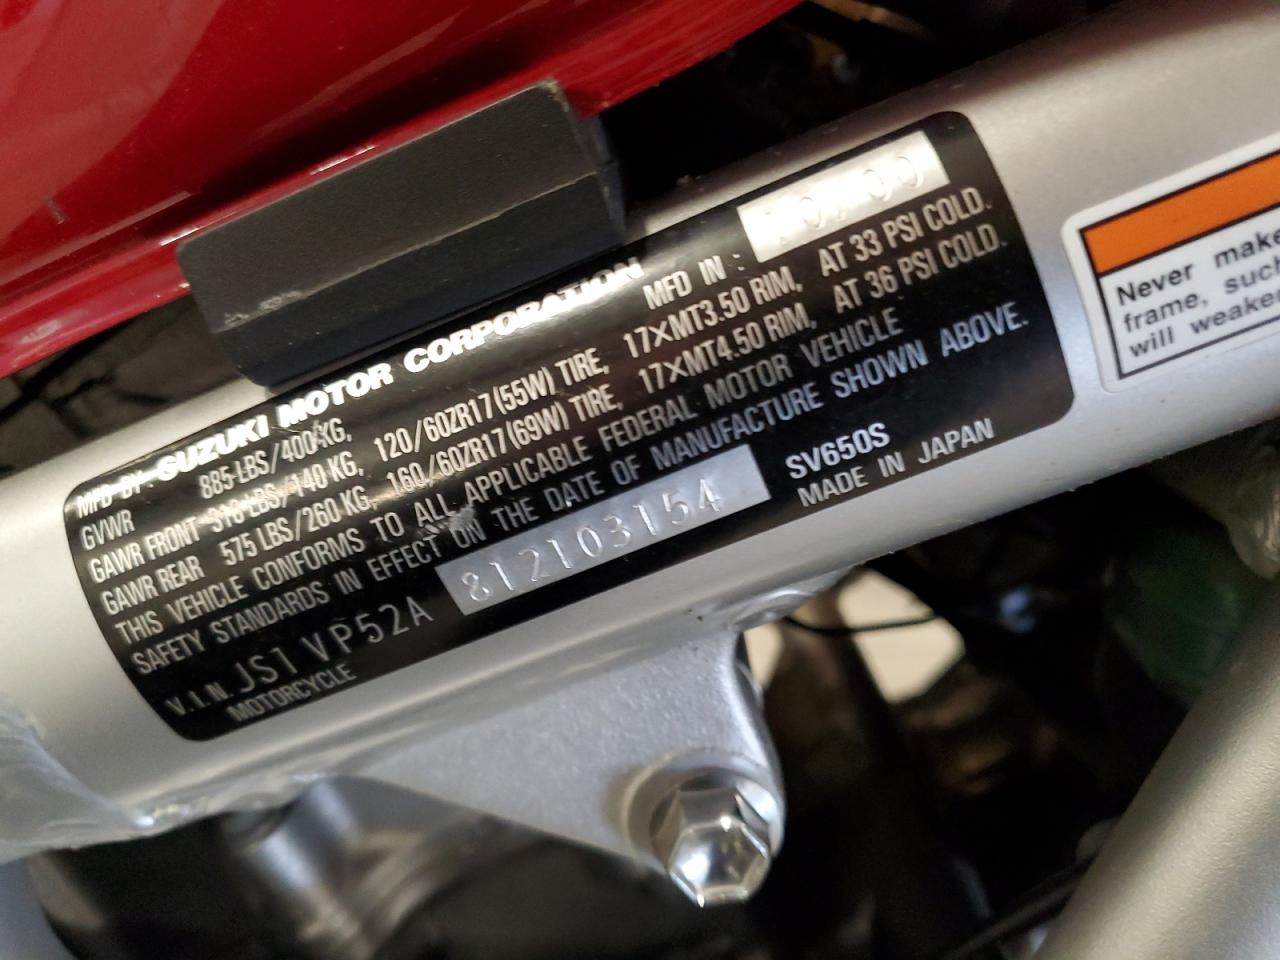 MFD BY: SUZUKI MOTOR CORPORATION MFD IN :
GVWR 885 LBS/400 KG,
GAWR FRONT 310 LBS/140 KG, 120/60ZR17(55W) TIRE, 17×MT3.50 RIM, AT 33 PSI COLD.
GAWR REAR 575 LBS/260 KG, 160/60ZR17(69W) TIRE, 17×MT4.50 RIM, AT 36 PSI COLD.
THIS VEHICLE CONFORMS TO ALL APPLICABLE FEDERAL MOTOR VEHICLE
SAFETY STANDARDS IN EFFECT ON THE DATE OF MANUFACTURE SHOWN ABOVE.
V.I.N. JS1VP52A 812103154 SV650S
MOTORCYCLE MADE IN JAPAN
Never make
frame, such
will weake